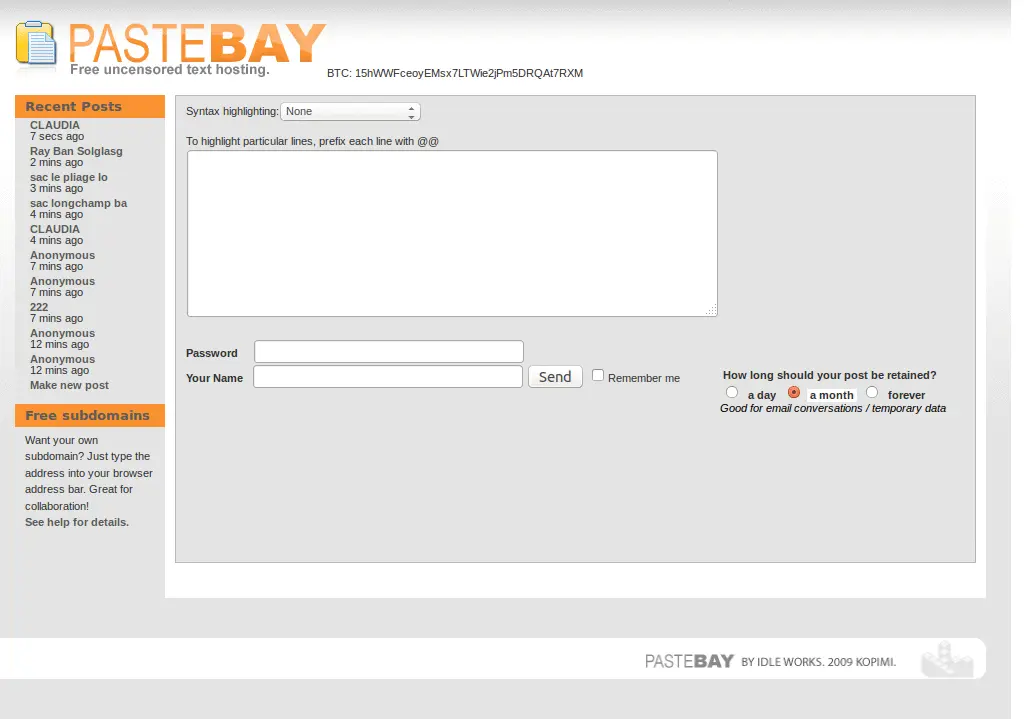 PASTEBAY
Free uncensored text hosting.
BTC: 15hWWFceoyEMsx7LTWie2jPm5DRQAt7RXM
Recent Posts
CLAUDIA
7 secs ago
Ray Ban Solglasg
2 mins ago
sac le pliage lo
3 mins ago
sac longchamp ba
4 mins ago
CLAUDIA
4 mins ago
Anonymous
7 mins ago
Anonymous
7 mins ago
222
7 mins ago
Anonymous
12 mins ago
Anonymous
12 mins ago
Make new post
Free subdomains
Want your own
subdomain? Just type the
address into your browser
address bar. Great for
collaboration!
See help for details.
Syntax highlighting: None
To highlight particular lines, prefix each line with @@
Password
Your Name Send Remember me
How long should your post be retained?
a day a month forever
Good for email conversations / temporary data
PASTEBAY BY IDLE WORKS. 2009 KOPIMI.